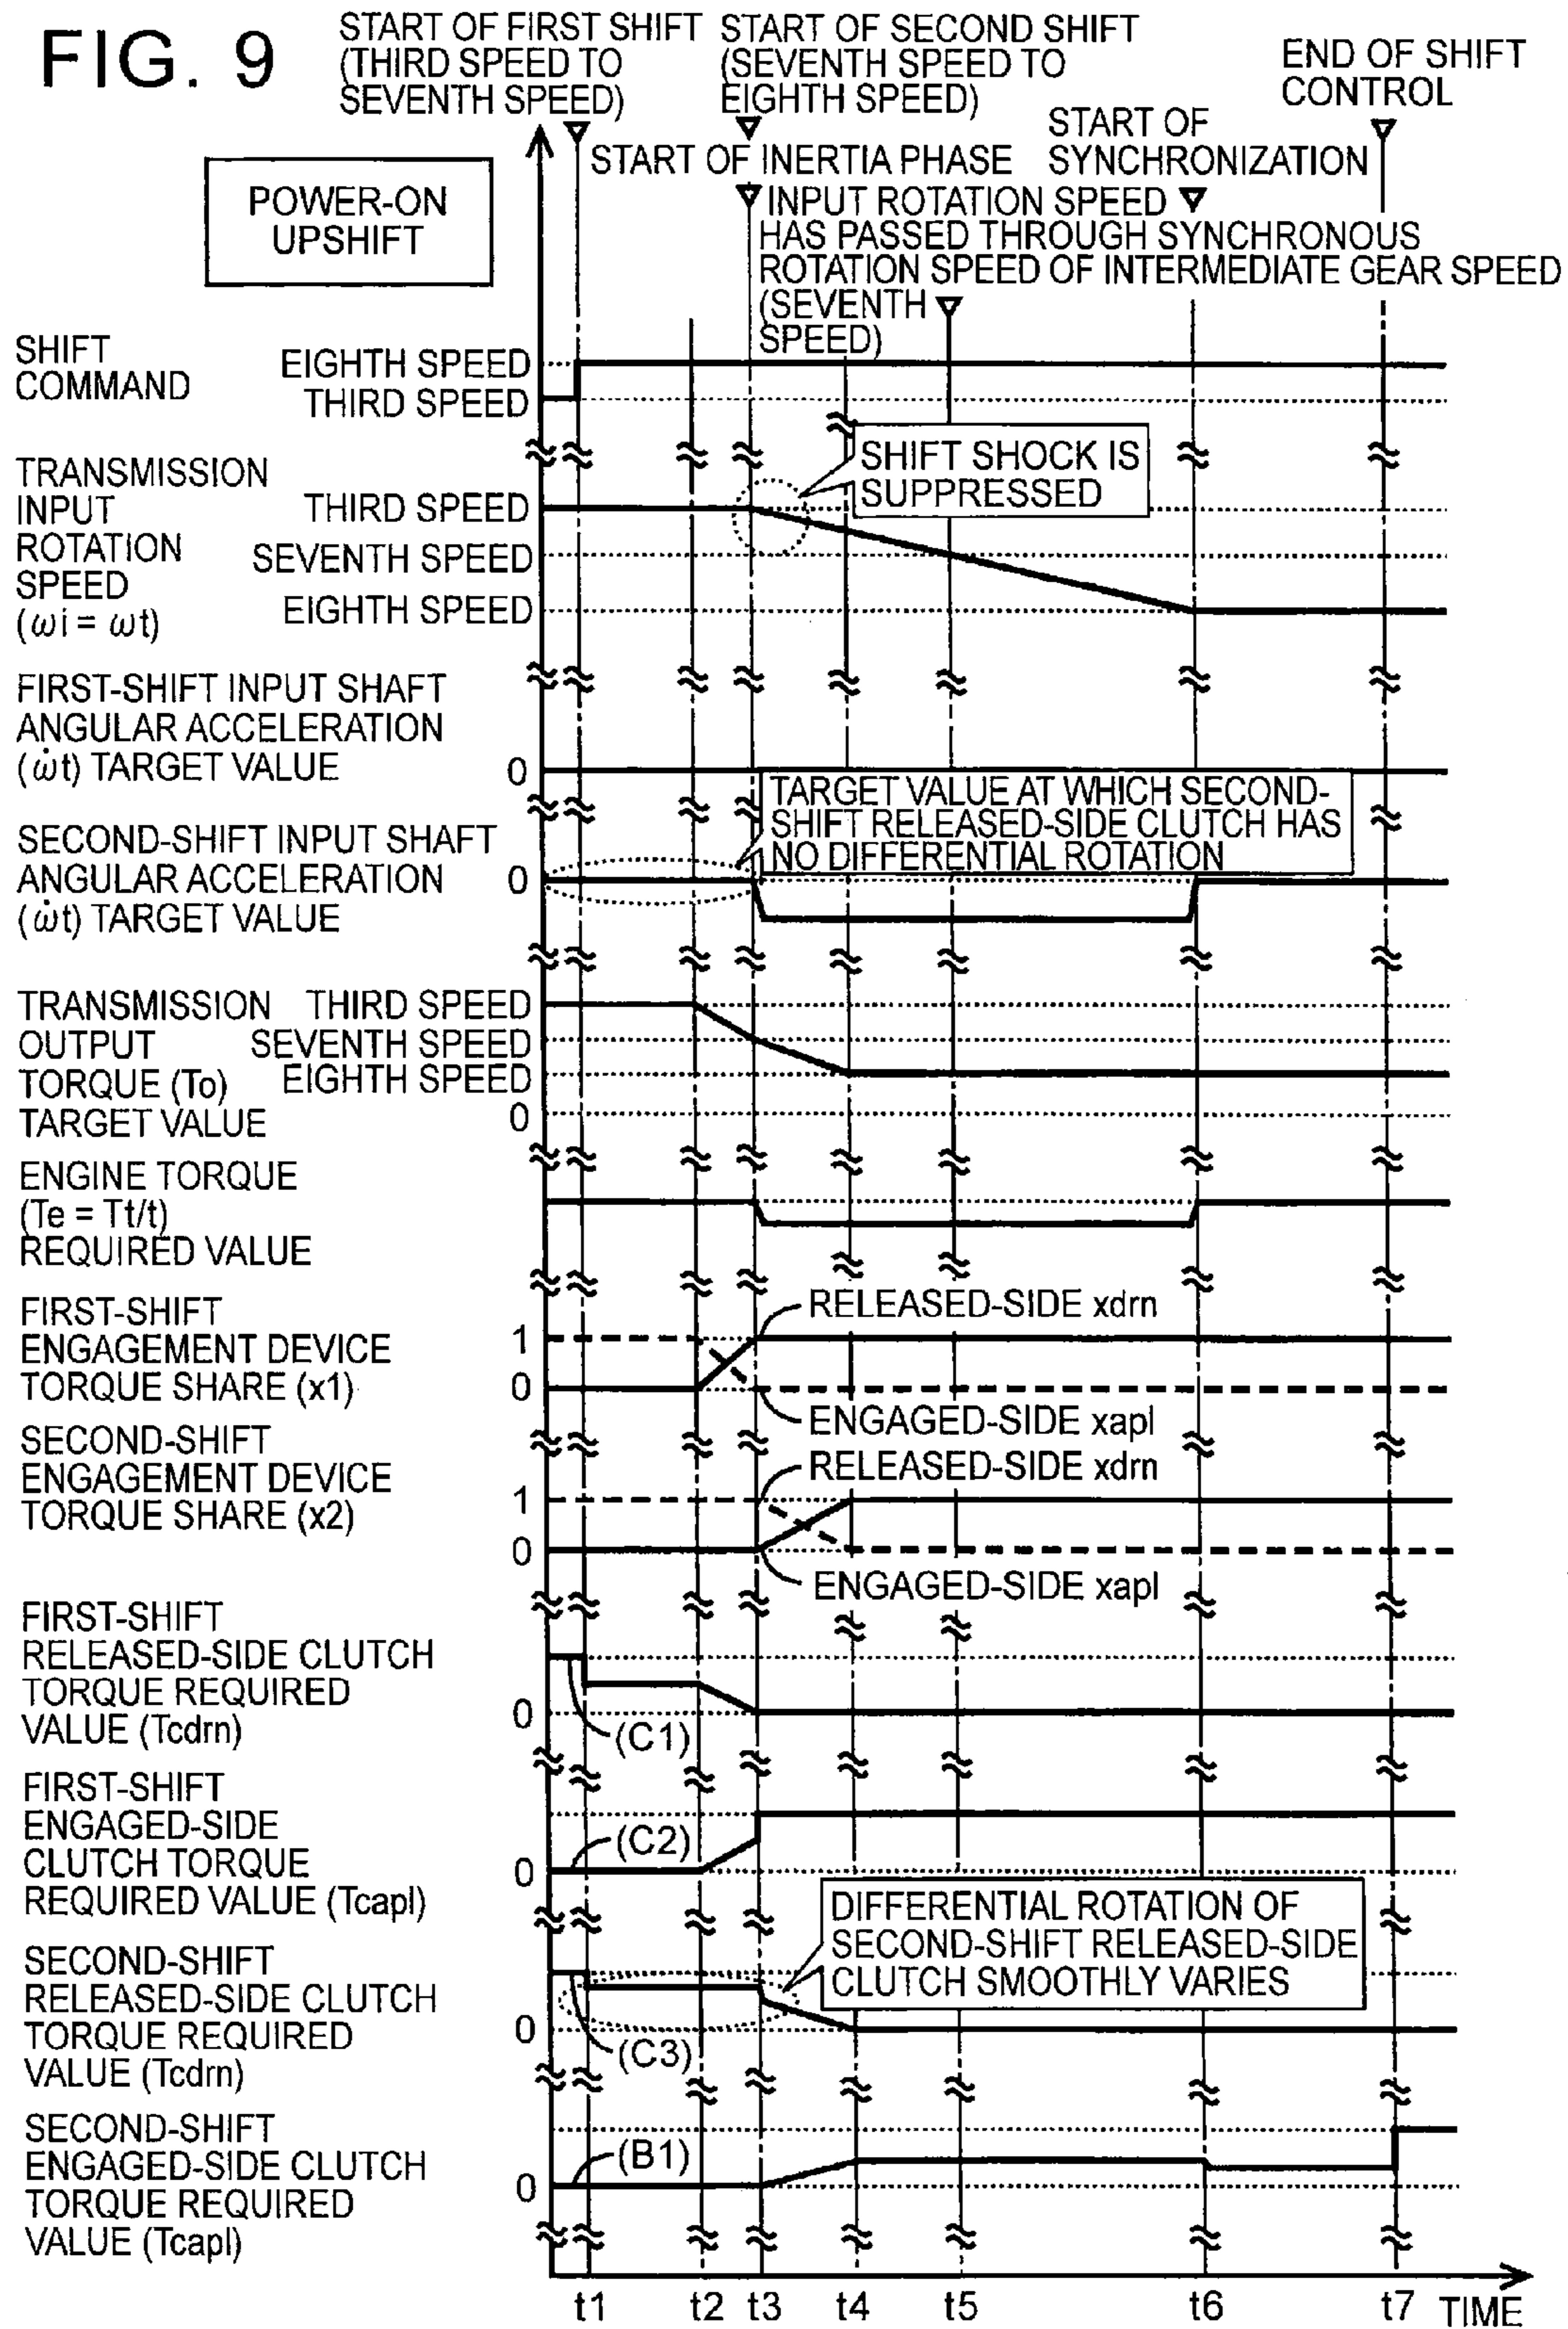 FIG. 9
START OF FIRST SHIFT
(THIRD SPEED TO
SEVENTH SPEED)
START OF SECOND SHIFT
(SEVENTH SPEED TO
EIGHTH SPEED)
END OF SHIFT
CONTROL
START OF
SYNCHRONIZATION
START OF INERTIA PHASE
POWER-ON
UPSHIFT
INPUT ROTATION SPEED
HAS PASSED THROUGH SYNCHRONOUS
ROTATION SPEED OF INTERMEDIATE GEAR SPEED
(SEVENTH
SPEED)
SHIFT
COMMAND
EIGHTH SPEED
THIRD SPEED
SHIFT SHOCK IS
SUPPRESSED
TRANSMISSION
INPUT
ROTATION
SPEED
(ωi = ωt)
THIRD SPEED
SEVENTH SPEED
EIGHTH SPEED
FIRST-SHIFT INPUT SHAFT
ANGULAR ACCELERATION
(ω̇t) TARGET VALUE
0
TARGET VALUE AT WHICH SECOND-
SHIFT RELEASED-SIDE CLUTCH HAS
NO DIFFERENTIAL ROTATION
SECOND-SHIFT INPUT SHAFT
ANGULAR ACCELERATION
(ω̇t) TARGET VALUE
0
TRANSMISSION
OUTPUT
TORQUE (To)
TARGET VALUE
THIRD SPEED
SEVENTH SPEED
EIGHTH SPEED
0
ENGINE TORQUE
(Te = Tt/t)
REQUIRED VALUE
FIRST-SHIFT
ENGAGEMENT DEVICE
TORQUE SHARE (x1)
1
0
RELEASED-SIDE xdrn
ENGAGED-SIDE xapl
SECOND-SHIFT
ENGAGEMENT DEVICE
TORQUE SHARE (x2)
1
0
RELEASED-SIDE xdrn
ENGAGED-SIDE xapl
FIRST-SHIFT
RELEASED-SIDE CLUTCH
TORQUE REQUIRED
VALUE (Tcdrn)
0
(C1)
FIRST-SHIFT
ENGAGED-SIDE
CLUTCH TORQUE
REQUIRED VALUE (Tcapl)
0
(C2)
DIFFERENTIAL ROTATION OF
SECOND-SHIFT RELEASED-SIDE
CLUTCH SMOOTHLY VARIES
SECOND-SHIFT
RELEASED-SIDE CLUTCH
TORQUE REQUIRED
VALUE (Tcdrn)
0
(C3)
SECOND-SHIFT
ENGAGED-SIDE CLUTCH
TORQUE REQUIRED
VALUE (Tcapl)
0
(B1)
t1 t2 t3 t4 t5 t6 t7 TIME